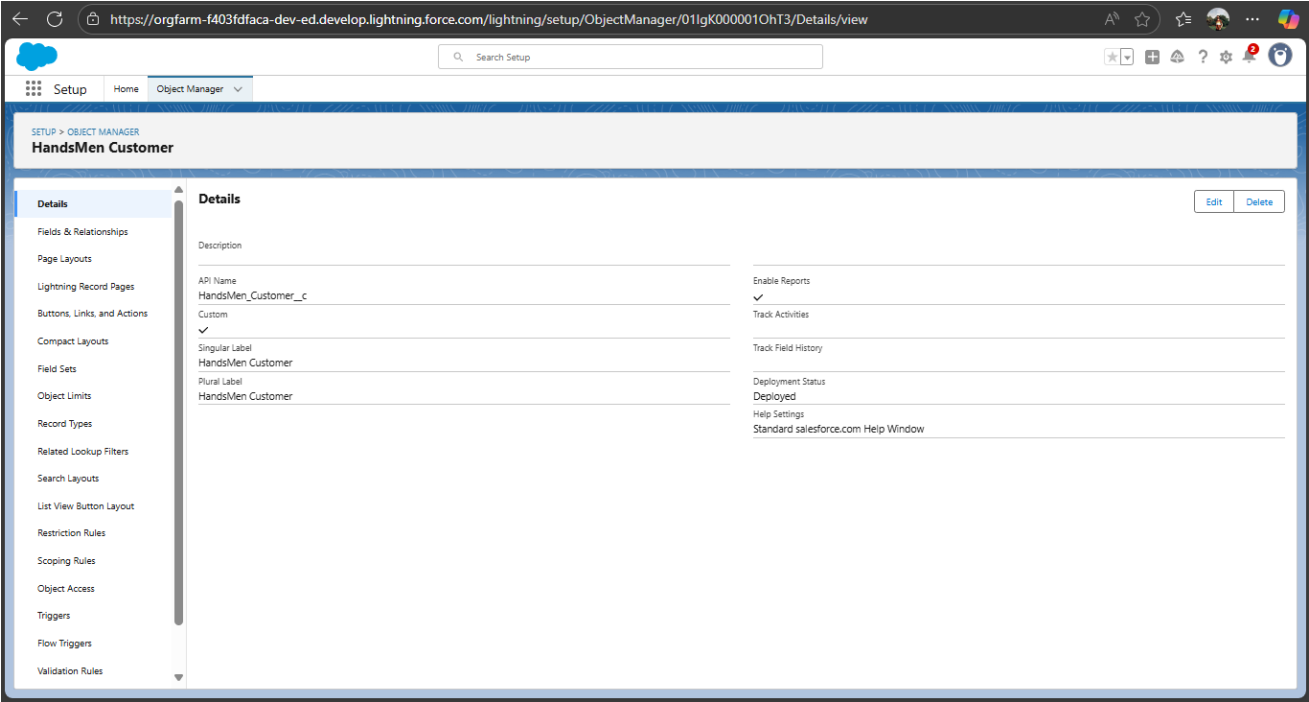 https://orgfarm-f403fdfaca-dev-ed.develop.lightning.force.com/lightning/setup/ObjectManager/01IgK000001OhT3/Details/view
Search Setup
2
Setup
Home
Object Manager
SETUP > OBJECT MANAGER
HandsMen Customer
Details
Fields & Relationships
Page Layouts
Lightning Record Pages
Buttons, Links, and Actions
Compact Layouts
Field Sets
Object Limits
Record Types
Related Lookup Filters
Search Layouts
List View Button Layout
Restriction Rules
Scoping Rules
Object Access
Triggers
Flow Triggers
Validation Rules
Details
Edit
Delete
Description
API Name
HandsMen_Customer__c
Custom
Singular Label
HandsMen Customer
Plural Label
HandsMen Customer
Enable Reports
Track Activities
Track Field History
Deployment Status
Deployed
Help Settings
Standard salesforce.com Help Window